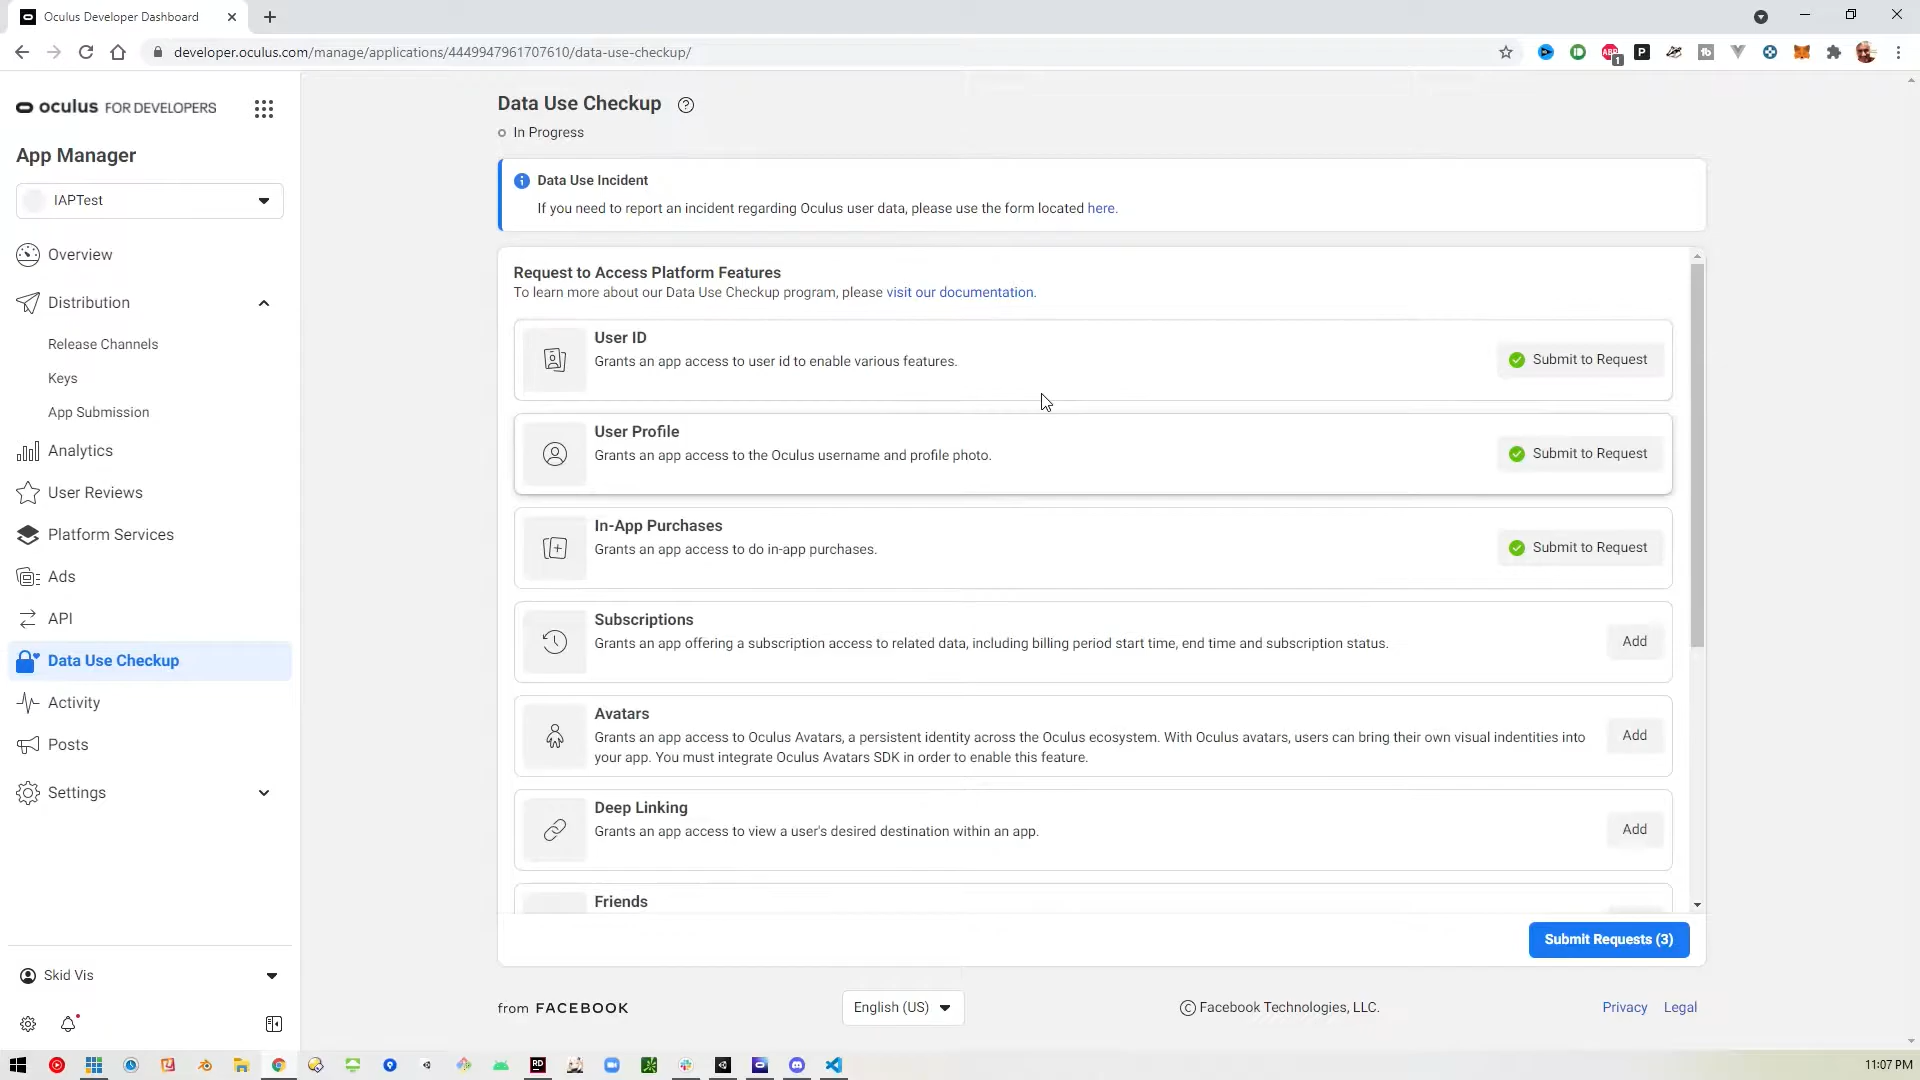 Oculus Developer Dashboard
developer.oculus.com/manage/applications/4449947961707610/data-use-checkup/
ABP
1
P
oculus FOR DEVELOPERS
App Manager
IAPTest
Overview
Distribution
Release Channels
Keys
App Submission
Analytics
User Reviews
Platform Services
Ads
API
Data Use Checkup
Activity
Posts
Settings
Skid Vis
Data Use Checkup
In Progress
Data Use Incident
If you need to report an incident regarding Oculus user data, please use the form located here.
Request to Access Platform Features
To learn more about our Data Use Checkup program, please visit our documentation.
User ID
Grants an app access to user id to enable various features.
Submit to Request
User Profile
Grants an app access to the Oculus username and profile photo.
Submit to Request
In-App Purchases
Grants an app access to do in-app purchases.
Submit to Request
Subscriptions
Grants an app offering a subscription access to related data, including billing period start time, end time and subscription status.
Add
Avatars
Grants an app access to Oculus Avatars, a persistent identity across the Oculus ecosystem. With Oculus avatars, users can bring their own visual indentities into
your app. You must integrate Oculus Avatars SDK in order to enable this feature.
Add
Deep Linking
Grants an app access to view a user's desired destination within an app.
Add
Friends
Submit Requests (3)
from FACEBOOK
English (US)
© Facebook Technologies, LLC.
Privacy
Legal
RD
11:07 PM